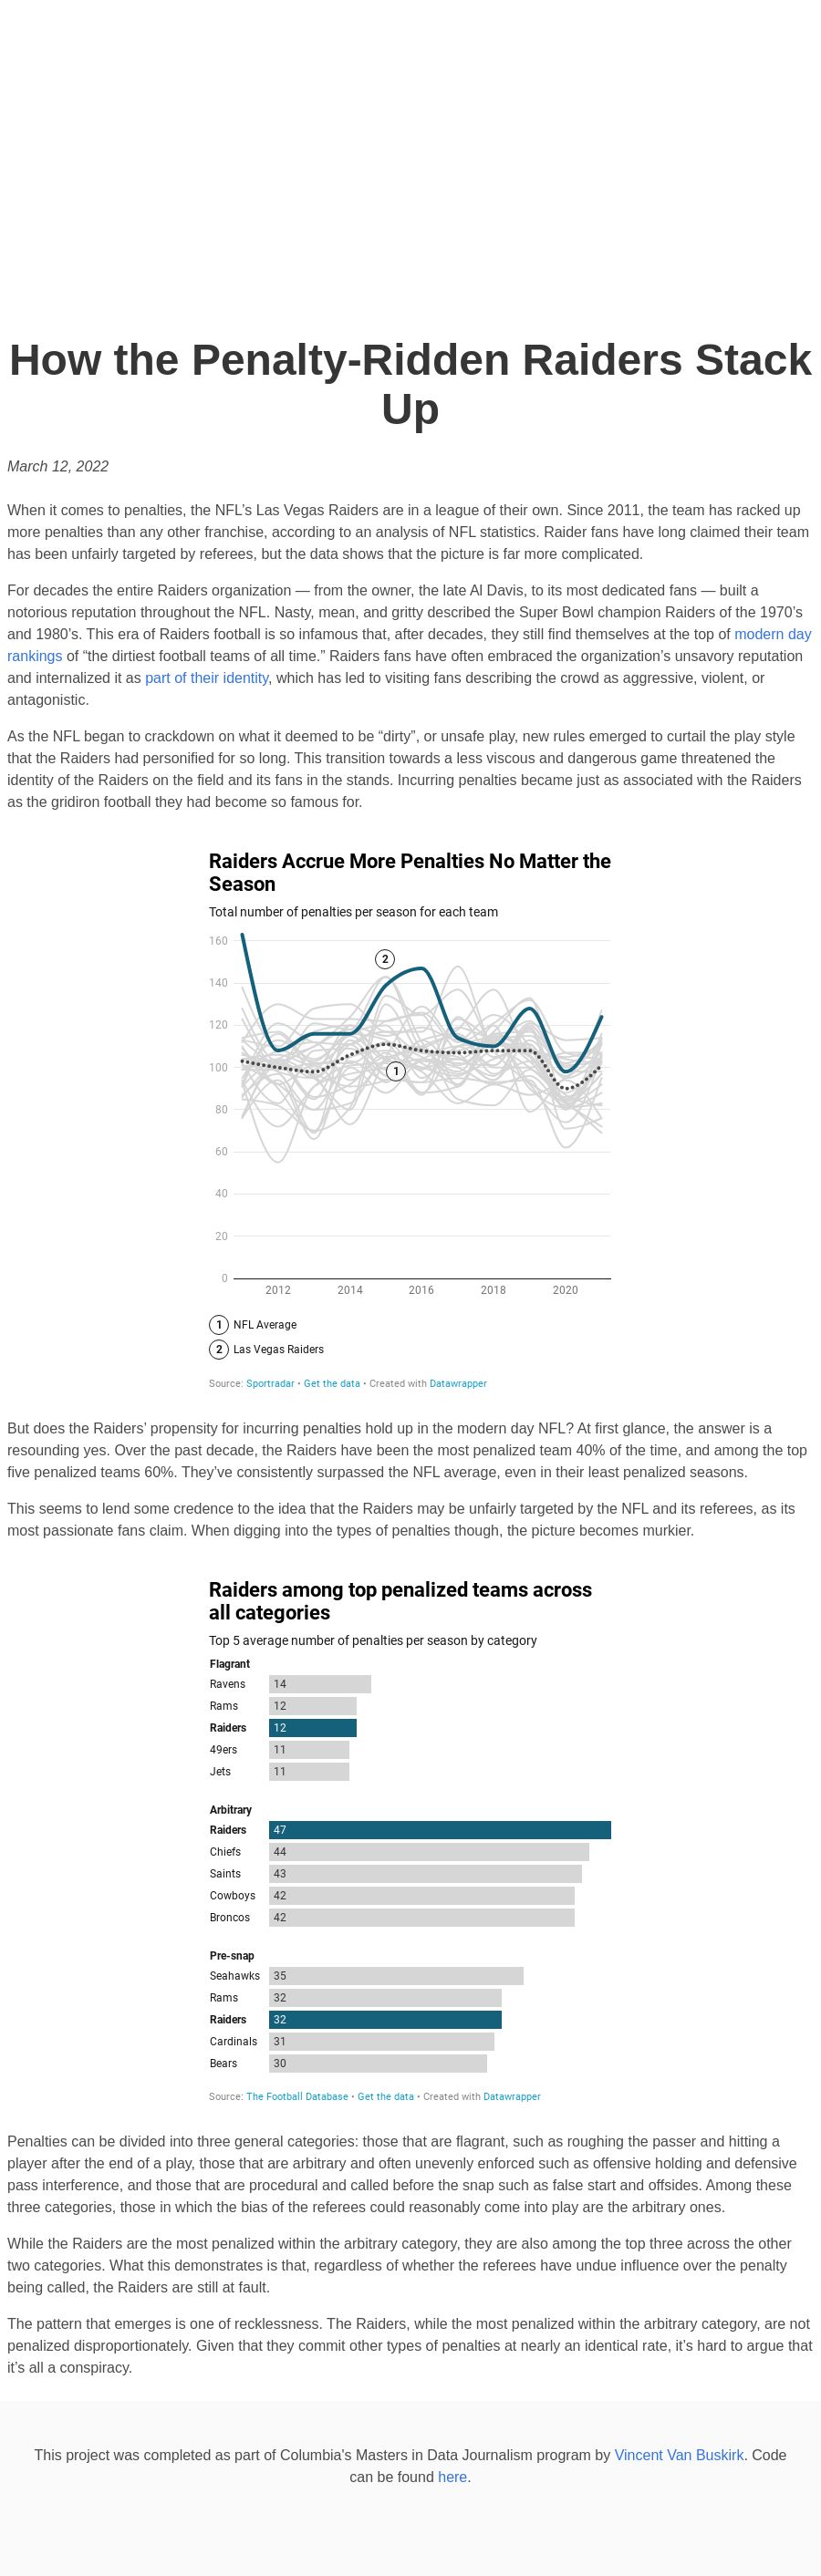 How the Penalty-Ridden Raiders Stack
Up
March 12, 2022
When it comes to penalties, the NFL’s Las Vegas Raiders are in a league of their own. Since 2011, the team has racked up
more penalties than any other franchise, according to an analysis of NFL statistics. Raider fans have long claimed their team
has been unfairly targeted by referees, but the data shows that the picture is far more complicated.
For decades the entire Raiders organization — from the owner, the late Al Davis, to its most dedicated fans — built a
notorious reputation throughout the NFL. Nasty, mean, and gritty described the Super Bowl champion Raiders of the 1970’s
and 1980’s. This era of Raiders football is so infamous that, after decades, they still find themselves at the top of modern day
rankings of “the dirtiest football teams of all time.” Raiders fans have often embraced the organization’s unsavory reputation
and internalized it as part of their identity, which has led to visiting fans describing the crowd as aggressive, violent, or
antagonistic.
As the NFL began to crackdown on what it deemed to be “dirty”, or unsafe play, new rules emerged to curtail the play style
that the Raiders had personified for so long. This transition towards a less viscous and dangerous game threatened the
identity of the Raiders on the field and its fans in the stands. Incurring penalties became just as associated with the Raiders
as the gridiron football they had become so famous for.
Raiders Accrue More Penalties No Matter the
Season
Total number of penalties per season for each team
160
2
140
120
100
1
80
60
40
20
0
2012 2014 2016 2018 2020
1 NFL Average
2 Las Vegas Raiders
Source: Sportradar • Get the data • Created with Datawrapper
But does the Raiders’ propensity for incurring penalties hold up in the modern day NFL? At first glance, the answer is a
resounding yes. Over the past decade, the Raiders have been the most penalized team 40% of the time, and among the top
five penalized teams 60%. They’ve consistently surpassed the NFL average, even in their least penalized seasons.
This seems to lend some credence to the idea that the Raiders may be unfairly targeted by the NFL and its referees, as its
most passionate fans claim. When digging into the types of penalties though, the picture becomes murkier.
Raiders among top penalized teams across
all categories
Top 5 average number of penalties per season by category
Flagrant
Ravens 14
Rams 12
Raiders 12
49ers 11
Jets 11
Arbitrary
Raiders 47
Chiefs 44
Saints 43
Cowboys 42
Broncos 42
Pre-snap
Seahawks 35
Rams 32
Raiders 32
Cardinals 31
Bears 30
Source: The Football Database • Get the data • Created with Datawrapper
Penalties can be divided into three general categories: those that are flagrant, such as roughing the passer and hitting a
player after the end of a play, those that are arbitrary and often unevenly enforced such as offensive holding and defensive
pass interference, and those that are procedural and called before the snap such as false start and offsides. Among these
three categories, those in which the bias of the referees could reasonably come into play are the arbitrary ones.
While the Raiders are the most penalized within the arbitrary category, they are also among the top three across the other
two categories. What this demonstrates is that, regardless of whether the referees have undue influence over the penalty
being called, the Raiders are still at fault.
The pattern that emerges is one of recklessness. The Raiders, while the most penalized within the arbitrary category, are not
penalized disproportionately. Given that they commit other types of penalties at nearly an identical rate, it’s hard to argue that
it’s all a conspiracy.
This project was completed as part of Columbia's Masters in Data Journalism program by Vincent Van Buskirk. Code
can be found here.